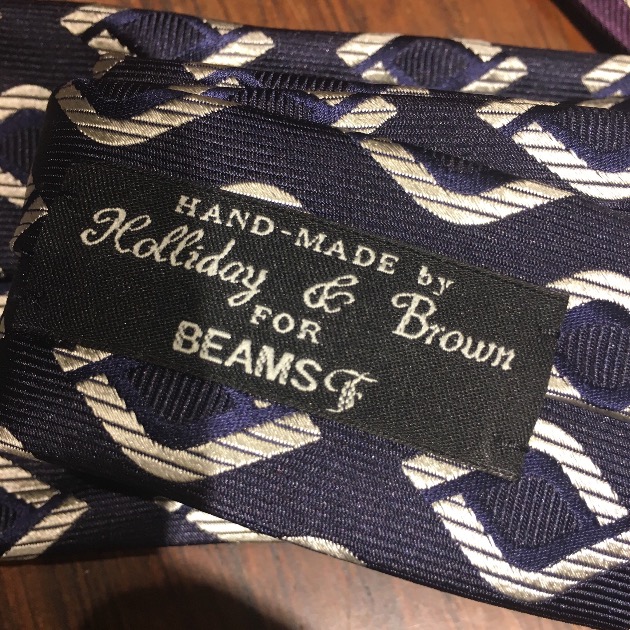 HAND-MADE by
Holliday & Brown
FOR
BEAMS F